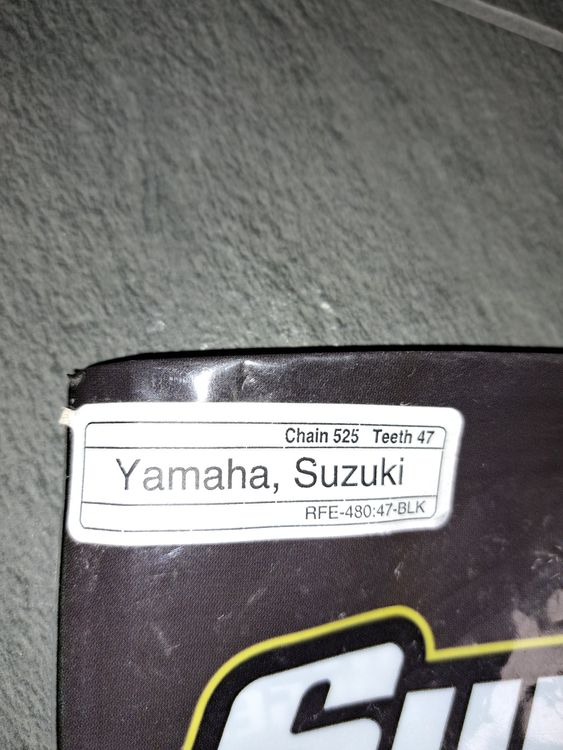 Chain 525 Teeth 47
Yamaha, Suzuki
RFE-480:47-BLK